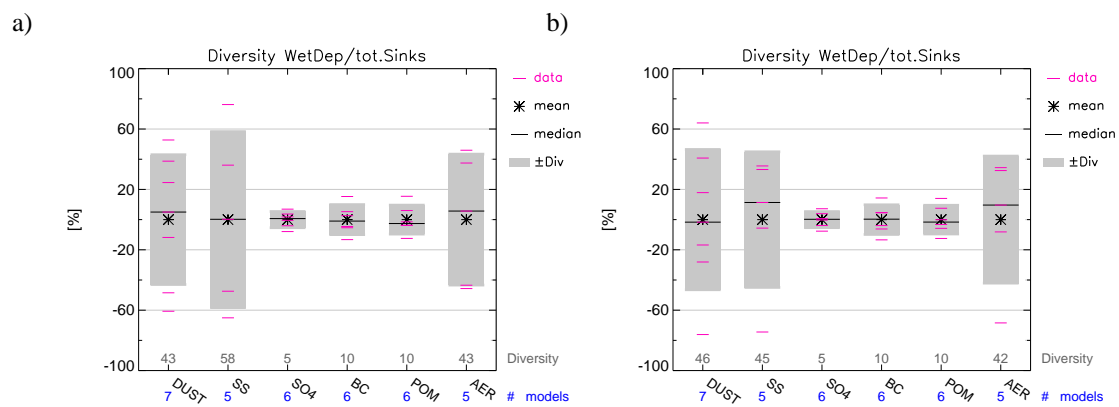 a)
Diversity WetDep/tot.Sinks
100
60
20
-20
-60
-100
[%]
data
mean
median
±Div
43 58 5 10 10 43 Diversity
DUST SS SO4 BC POM AER
7 5 6 6 6 5 # models
b)
Diversity WetDep/tot.Sinks
100
60
20
-20
-60
-100
[%]
data
mean
median
±Div
46 45 5 10 10 42 Diversity
DUST SS SO4 BC POM AER
7 5 6 6 6 5 # models